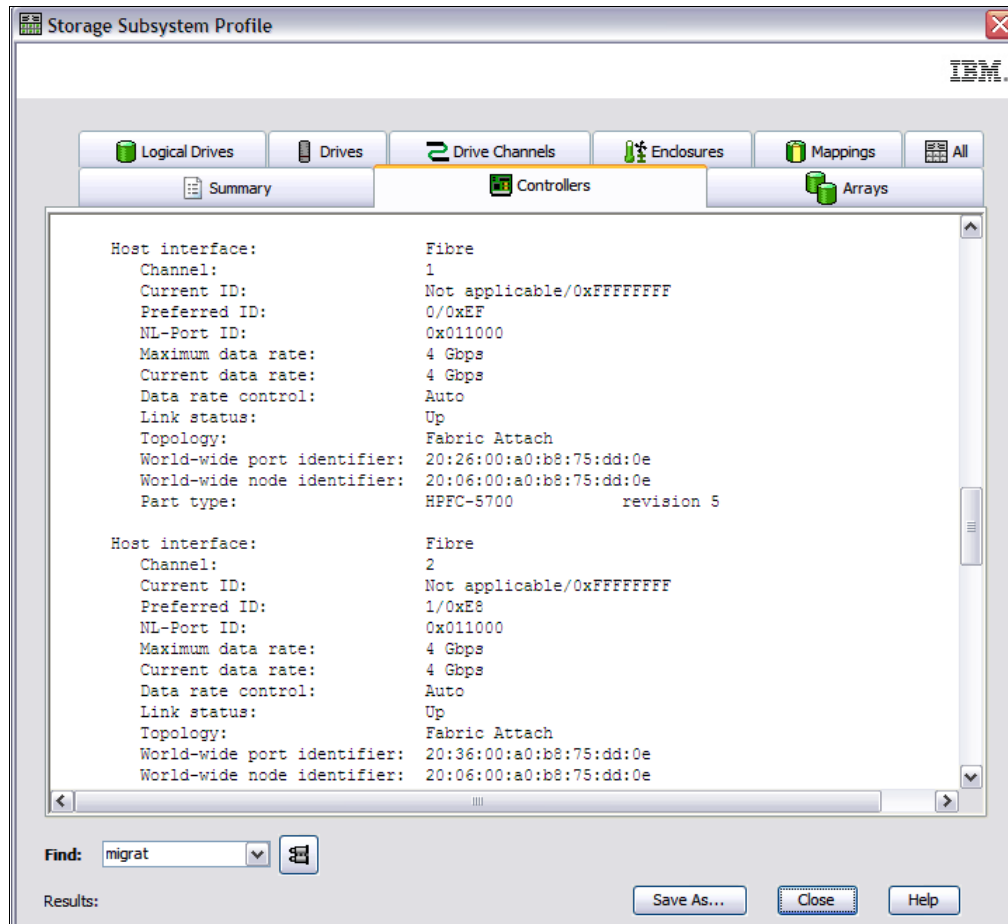 Storage Subsystem Profile
IBM.
Logical Drives Drives Drive Channels Enclosures Mappings All
Summary Controllers Arrays
Host interface: Fibre
Channel: 1
Current ID: Not applicable/0xFFFFFFFF
Preferred ID: 0/0xEF
NL-Port ID: 0x011000
Maximum data rate: 4 Gbps
Current data rate: 4 Gbps
Data rate control: Auto
Link status: Up
Topology: Fabric Attach
World-wide port identifier: 20:26:00:a0:b8:75:dd:0e
World-wide node identifier: 20:06:00:a0:b8:75:dd:0e
Part type: HPFC-5700 revision 5
Host interface: Fibre
Channel: 2
Current ID: Not applicable/0xFFFFFFFF
Preferred ID: 1/0xE8
NL-Port ID: 0x011000
Maximum data rate: 4 Gbps
Current data rate: 4 Gbps
Data rate control: Auto
Link status: Up
Topology: Fabric Attach
World-wide port identifier: 20:36:00:a0:b8:75:dd:0e
World-wide node identifier: 20:06:00:a0:b8:75:dd:0e
Find: migrat
Results: Save As... Close Help